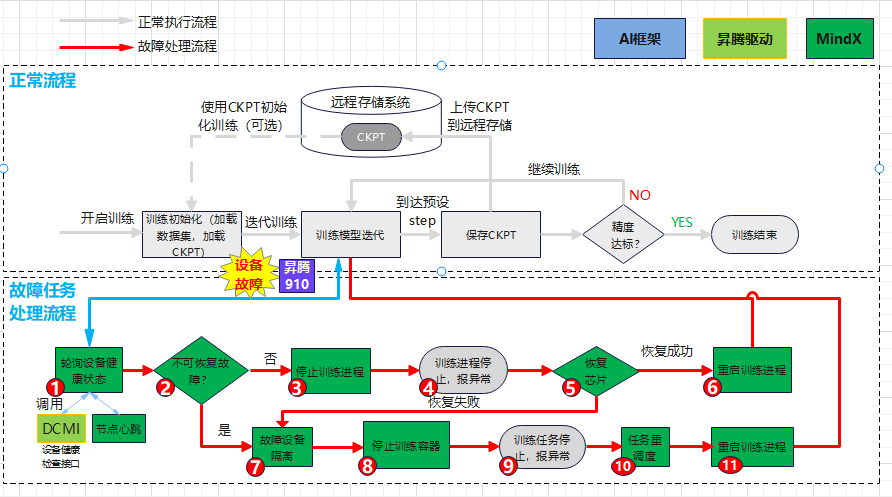 正常执行流程
故障处理流程
AI框架
昇腾驱动
MindX
正常流程
使用CKPT初始
化训练（可选）
远程存储系统
CKPT
上传CKPT
到远程存储
继续训练
NO
开启训练
训练初始化（加载
数据集，加载
CKPT）
迭代训练
训练模型迭代
到达预设
step
保存CKPT
精度
达标？
YES
训练结束
设备
故障
昇腾
910
故障任务
处理流程
轮询设备健
康状态
1
不可恢复故
障？
2
否
停止训练进程
3
训练进程停
止，报异常
4
恢复
芯片
5
恢复成功
重启训练进程
6
恢复失败
调用
DCMI
节点心跳
设备健康
检查接口
是
故障设备
隔离
7
停止训练容器
8
训练任务停
止，报异常
9
任务重
调度
10
重启训练进程
11